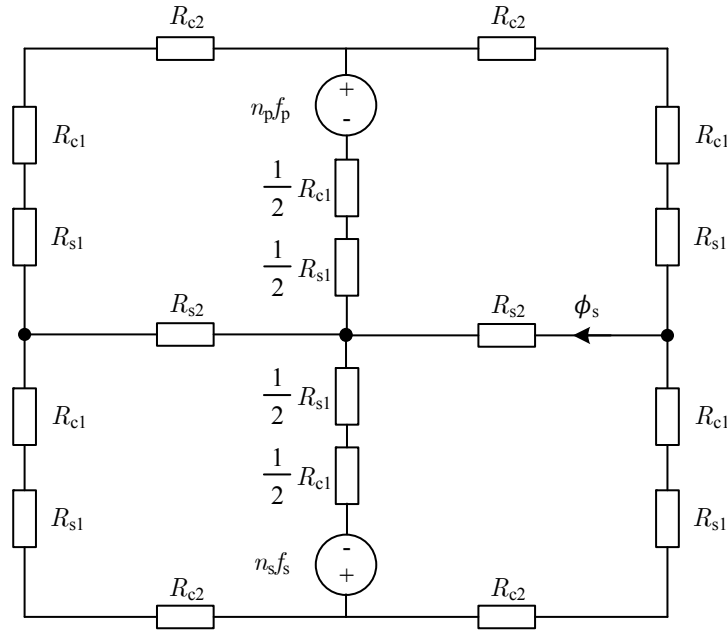 R_c2 R_c2
+
n_p f_p
-
R_c1 1/2 R_c1 R_c1
R_s1 1/2 R_s1 R_s1
R_s2 R_s2 ϕ_s
R_c1 1/2 R_s1 R_c1
R_s1 1/2 R_c1 R_s1
-
n_s f_s
+
R_c2 R_c2